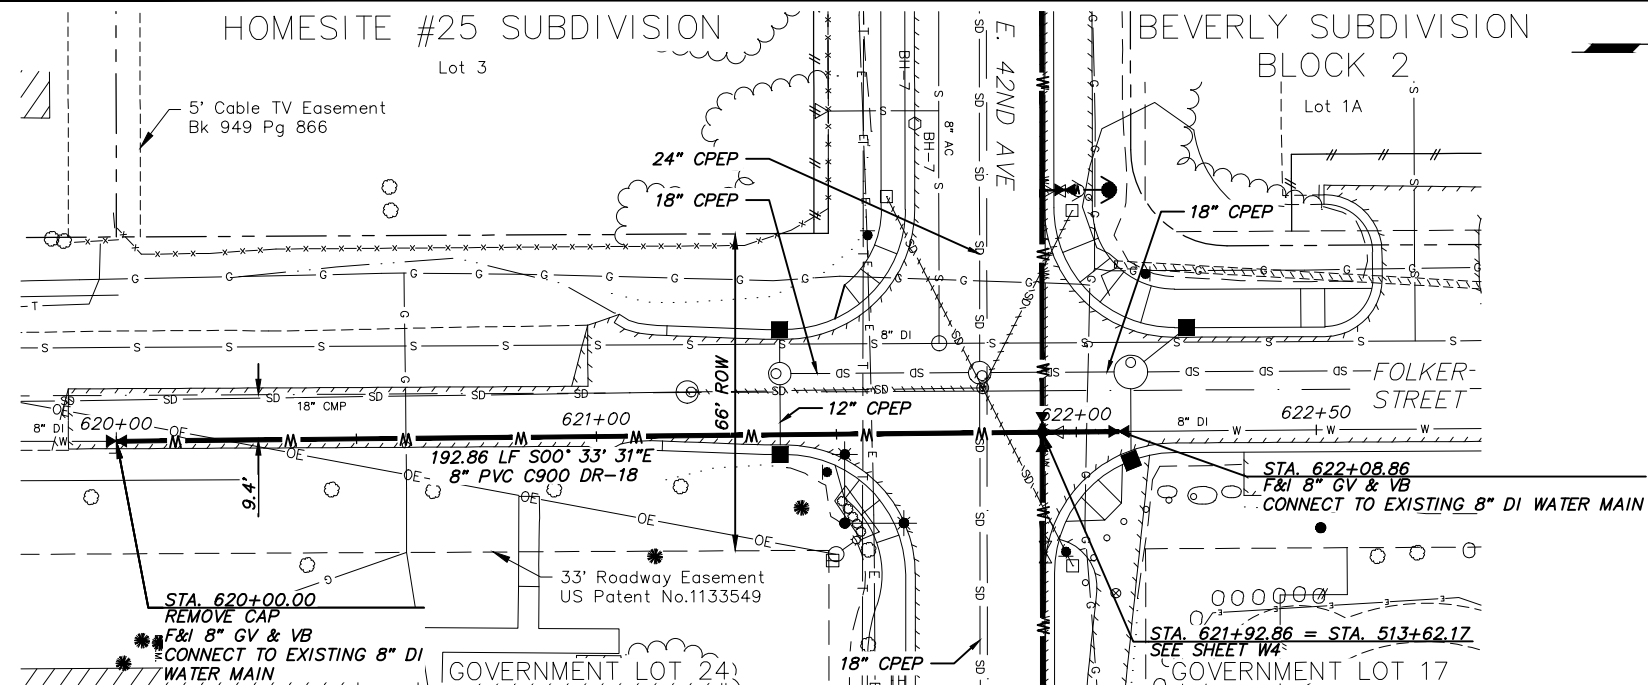 HOMESITE #25 SUBDIVISION
Lot 3
BEVERLY SUBDIVISION
BLOCK 2
Lot 1A
5' Cable TV Easement
Bk 949 Pg 866
E. 42ND AVE
BH-7
BH-7
8" AC
24" CPEP
18" CPEP
18" CPEP
8" DI
66' ROW
FOLKER-
STREET
18" CMP
12" CPEP
8" DI
620+00
621+00
622+00
8" DI
622+50
192.86 LF S00° 33' 31"E
8" PVC C900 DR-18
9.4'
STA. 622+08.86
F&I 8" GV & VB
CONNECT TO EXISTING 8" DI WATER MAIN
33' Roadway Easement
US Patent No.1133549
STA. 620+00.00
REMOVE CAP
F&I 8" GV & VB
CONNECT TO EXISTING 8" DI
WATER MAIN
STA. 621+92.86 = STA. 513+62.17
SEE SHEET W4
18" CPEP
GOVERNMENT LOT 24
GOVERNMENT LOT 17